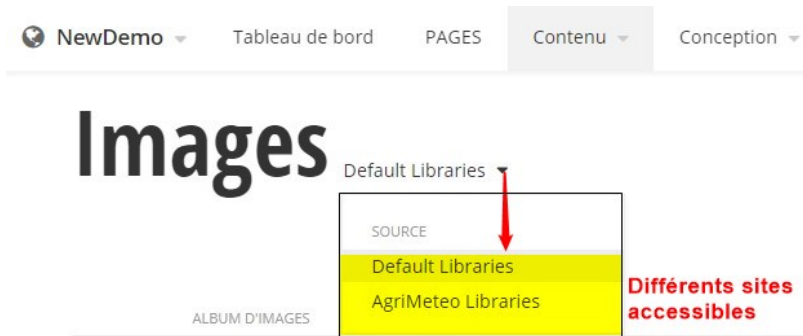 NewDemo Tableau de bord PAGES Contenu Conception
Images
Default Libraries
SOURCE
Default Libraries
AgriMeteo Libraries
Différents sites
accessibles
ALBUM D'IMAGES